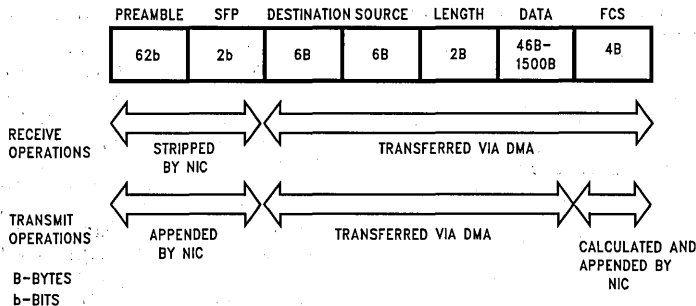 PREAMBLE SFP DESTINATION SOURCE LENGTH DATA FCS
62b 2b 6B 6B 2B 46B-1500B 4B
RECEIVE OPERATIONS
STRIPPED BY NIC
TRANSFERRED VIA DMA
TRANSMIT OPERATIONS
APPENDED BY NIC
TRANSFERRED VIA DMA
CALCULATED AND APPENDED BY NIC
B-BYTES
b-BITS